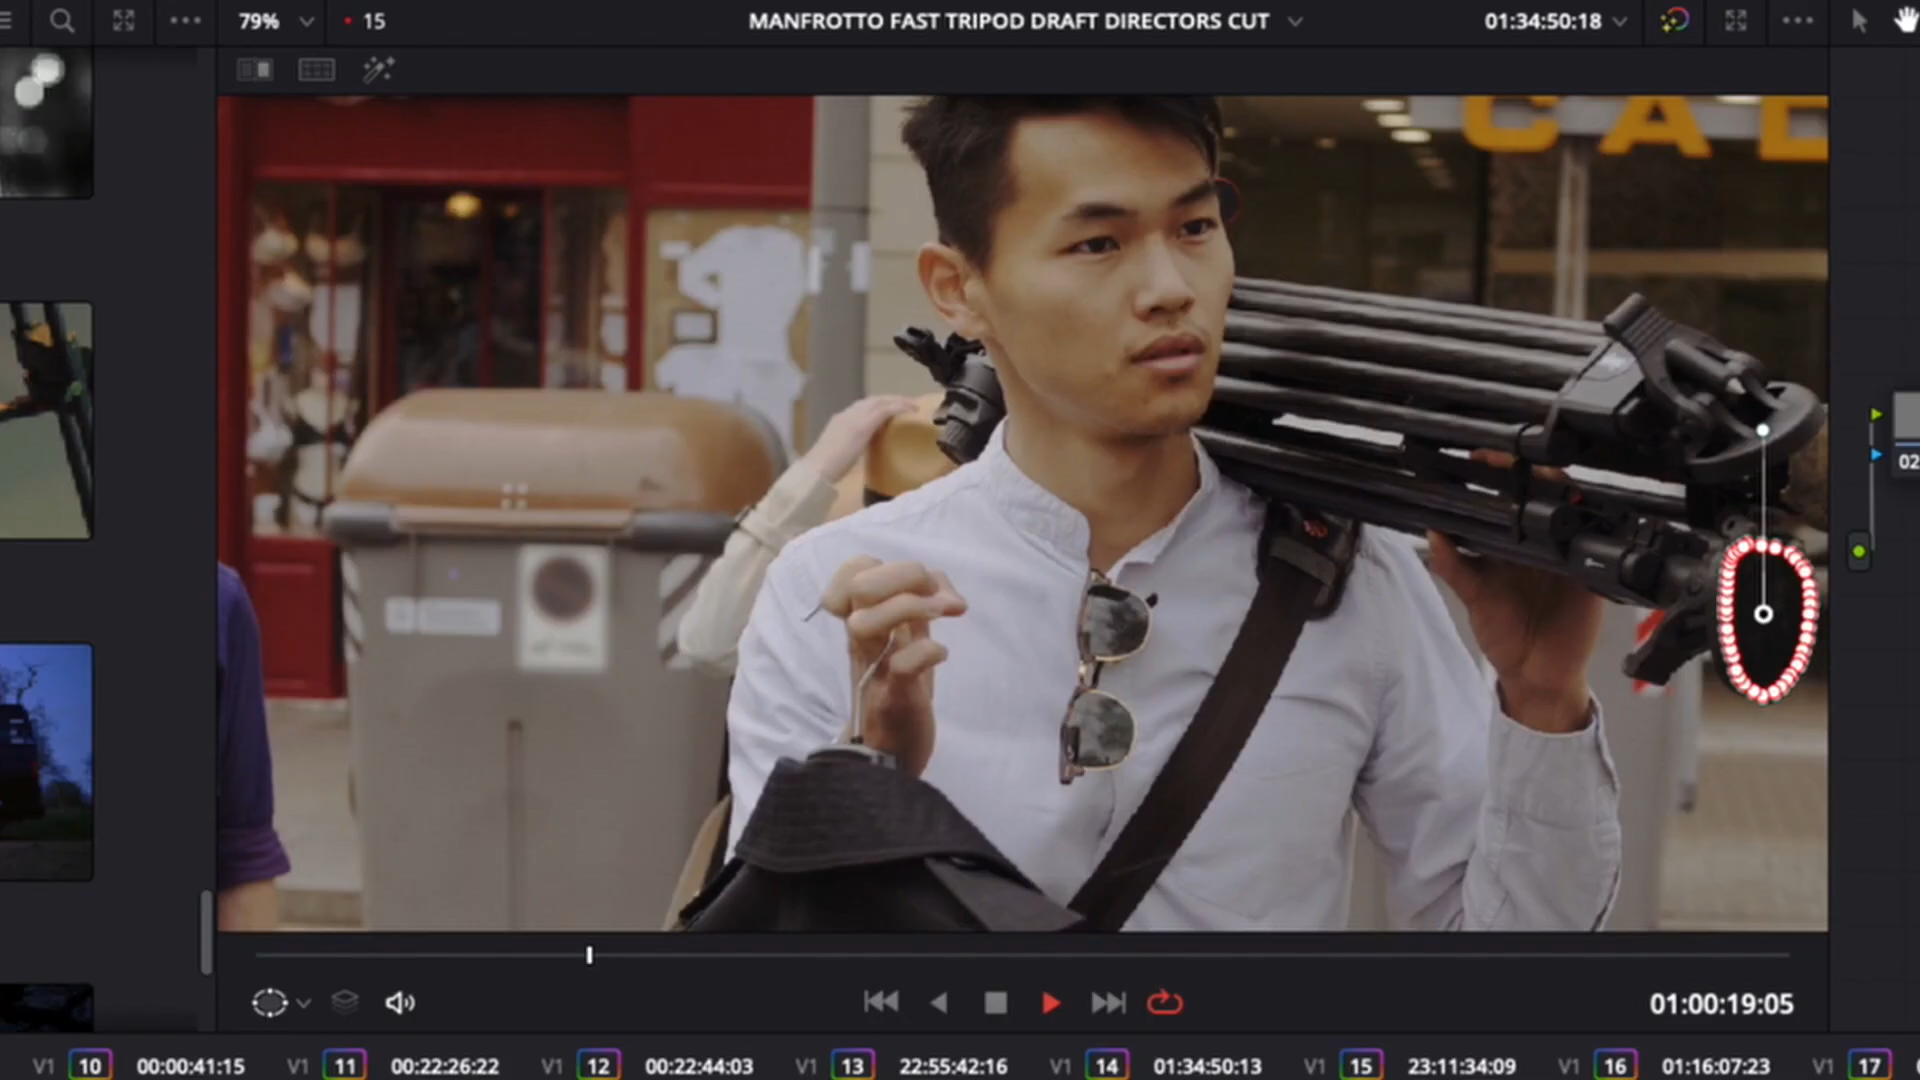 79%
15
MANFROTTO FAST TRIPOD DRAFT DIRECTORS CUT
01:34:50:18
CAD
02
01:00:19:05
V1 10 00:00:41:15 V1 11 00:22:26:22 V1 12 00:22:44:03 V1 13 22:55:42:16 V1 14 01:34:50:13 V1 15 23:11:34:09 V1 16 01:16:07:23 V1 17